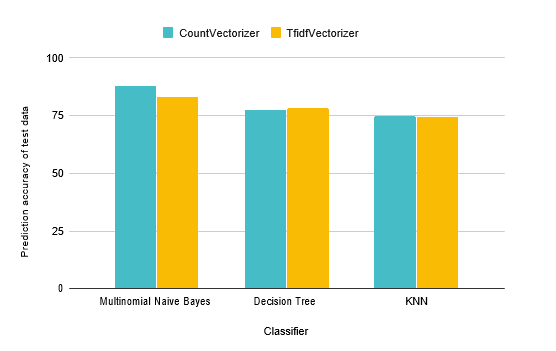 CountVectorizer TfidfVectorizer
100
75
50
25
0
Prediction accuracy of test data
Multinomial Naive Bayes Decision Tree KNN
Classifier